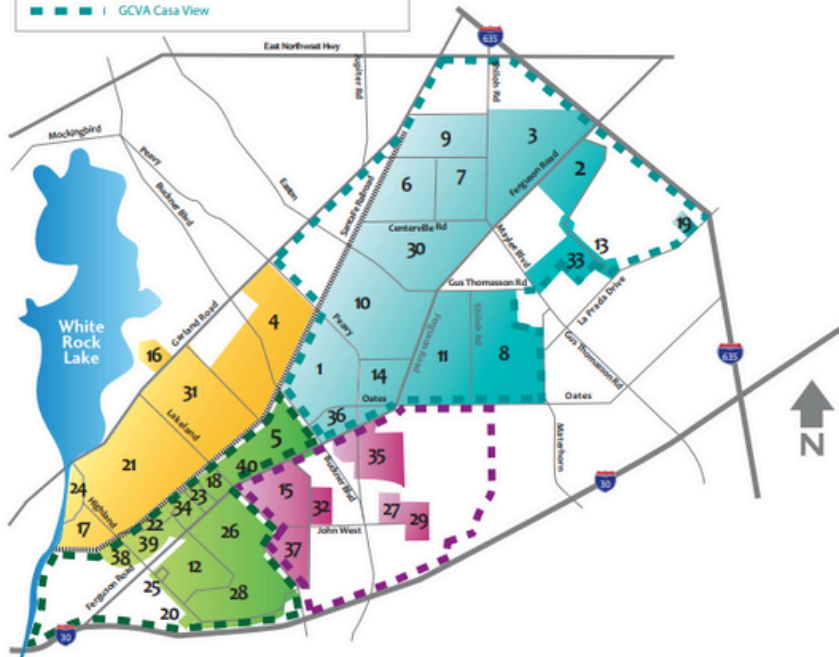 GCVA Casa View
635
East Northwest Hwy
Jupiter Rd
Shiloh Rd
Mockingbird
Peavy
Buckner Blvd
Easton
Santa Fe Railroad
9
3
2
6
7
Ferguson Road
19
Centerville Rd
30
Maylee Blvd
13
33
Gus Thomasson Rd
La Prada Drive
White
Rock
Lake
Garland Road
4
10
Peavy
Ferguson Road
Shiloh Rd
11
8
Gus Thomasson Rd
635
16
1
14
31
Oates
Oates
N
36
Lakeland
5
Buckner Blvd
35
Materhorn
21
40
24
18
15
30
23
Highland
34
32
27
29
17
22
26
John West
39
38
37
12
Ferguson Road
25
28
20
30